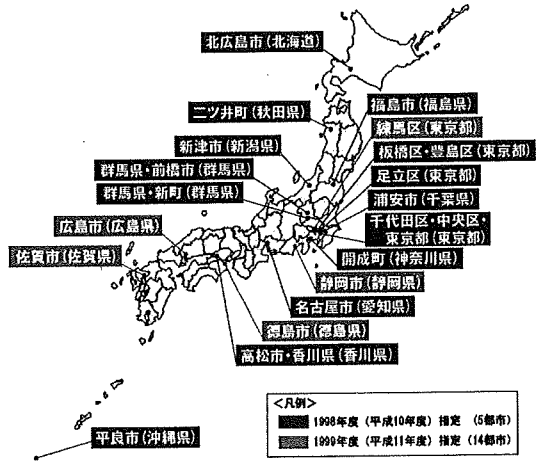 北広島市(北海道)
二ツ井町(秋田県)
福島市(福島県)
練馬区(東京都)
新津市(新潟県)
板橋区・豊島区(東京都)
群馬県・前橋市(群馬県)
足立区(東京都)
群馬県・新町(群馬県)
浦安市(千葉県)
広島市(広島県)
千代田区・中央区・
東京都(東京都)
佐賀市(佐賀県)
開成町(神奈川県)
静岡市(静岡県)
名古屋市(愛知県)
徳島市(徳島県)
高松市・香川県(香川県)
平良市(沖縄県)
<凡例>
1998年度(平成10年度)指定 (5都市)
1999年度(平成11年度)指定 (14都市)